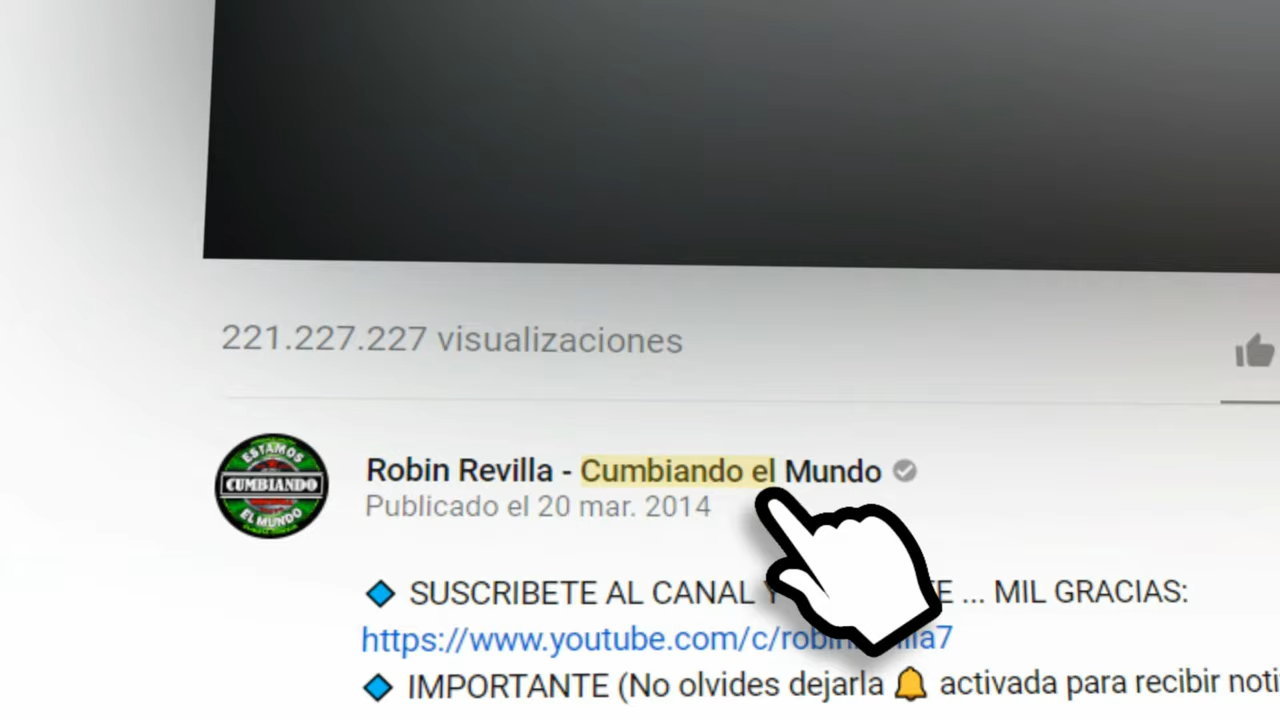 221.227.227 visualizaciones
ESTAMOS
CUMBIANDO
EL MUNDO
Robin Revilla - Cumbiando el Mundo
Publicado el 20 mar. 2014
SUSCRIBETE AL CANAL ... MIL GRACIAS:
https://www.youtube.com/c/robin
IMPORTANTE (No olvides dejarla 🔔 activada para recibir noti